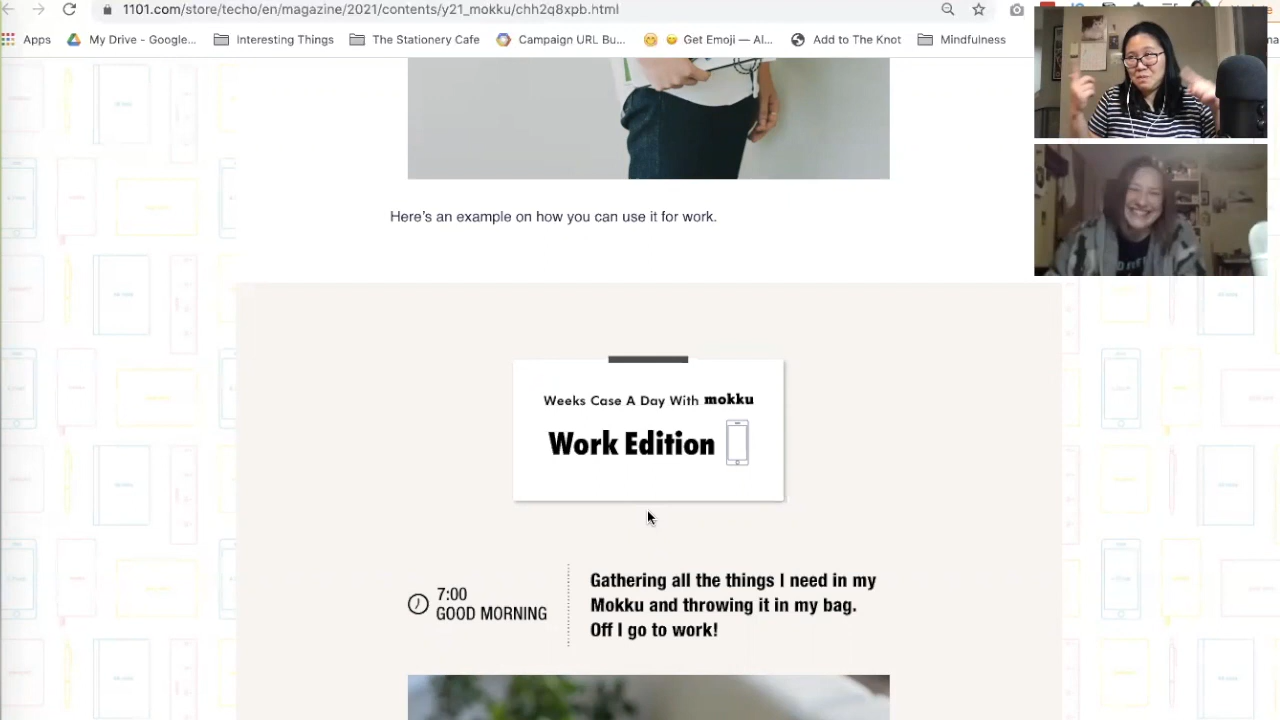 1101.com/store/techo/en/magazine/2021/contents/y21_mokku/chh2q8xpb.html
Apps My Drive - Google... Interesting Things The Stationery Cafe Campaign URL Bu... Get Emoji — Al... Add to The Knot Mindfulness
Here's an example on how you can use it for work.
Weeks Case A Day With mokku
Work Edition
7:00
GOOD MORNING
Gathering all the things I need in my
Mokku and throwing it in my bag.
Off I go to work!